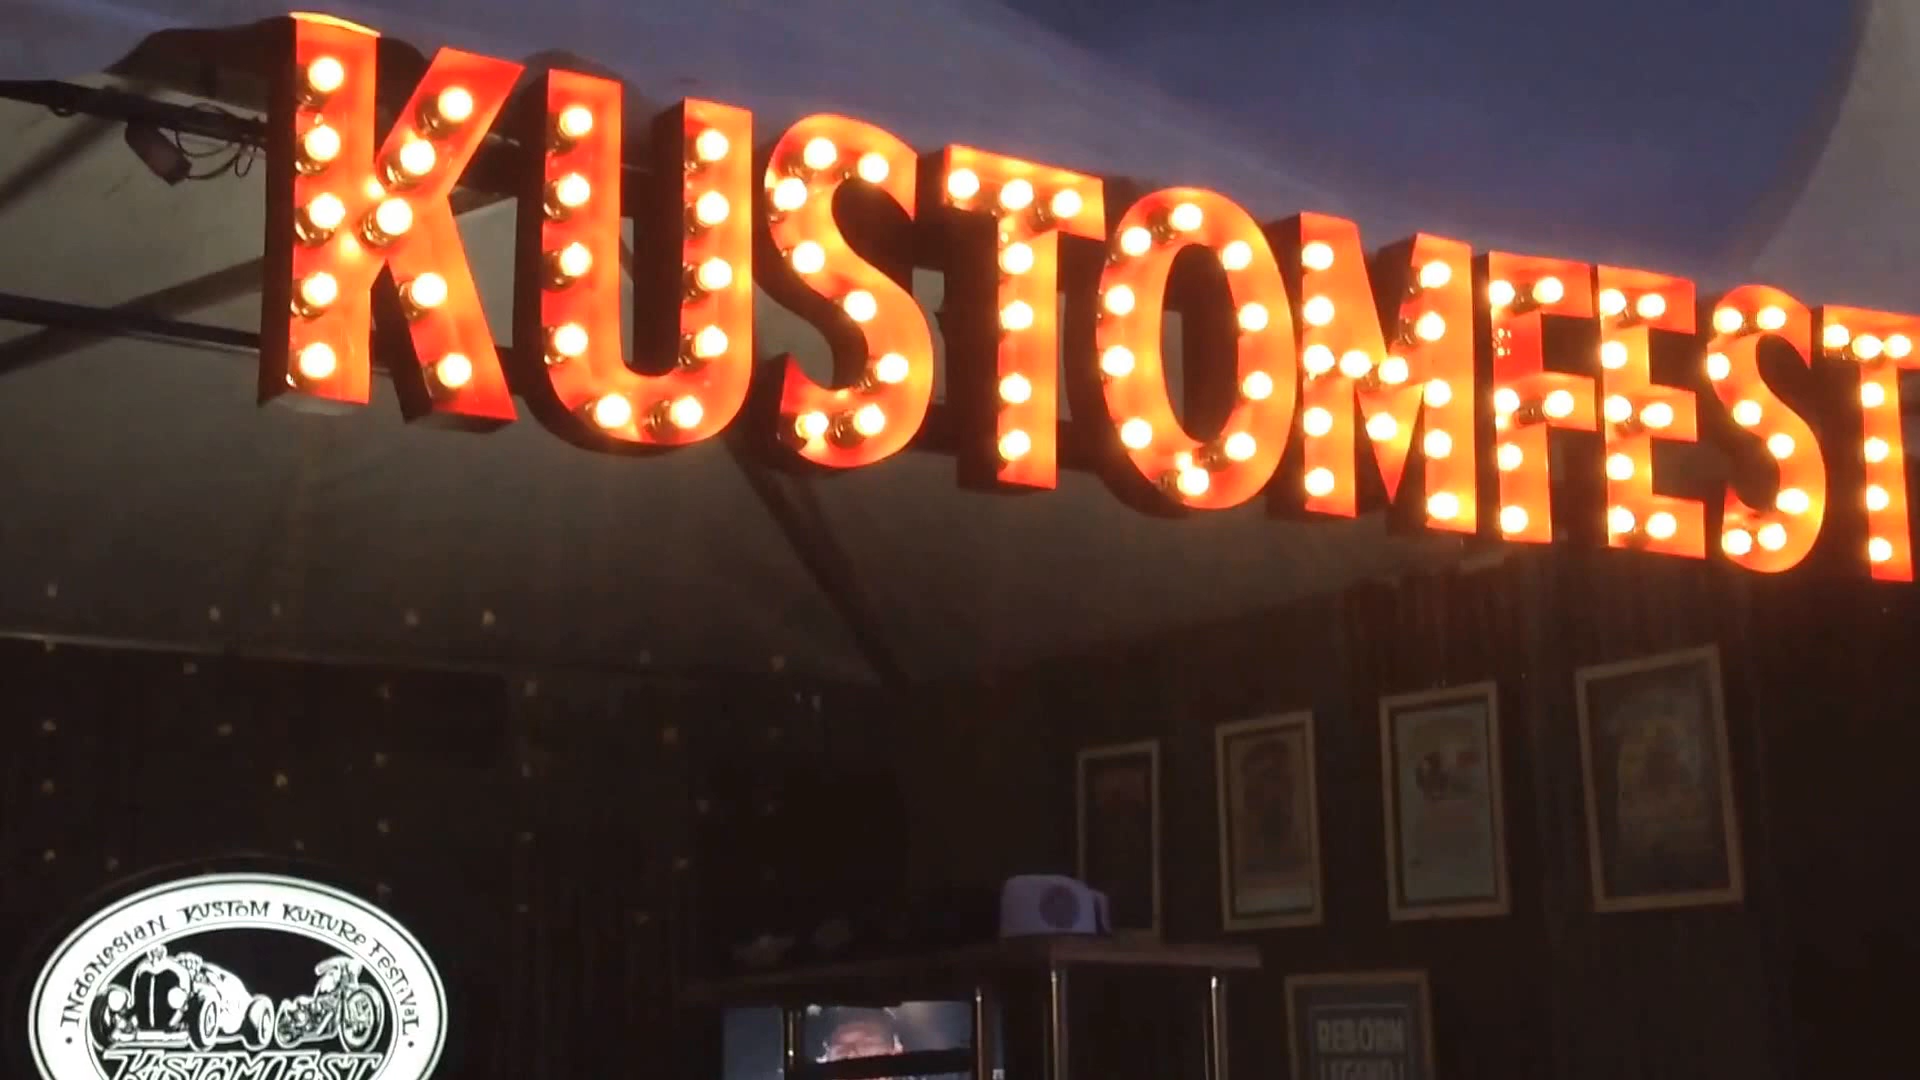 KUSTOMFEST
INDONESIAN KUSTOM KULTURE FESTIVAL
KUSTOMFEST
REBORN
LEGEND